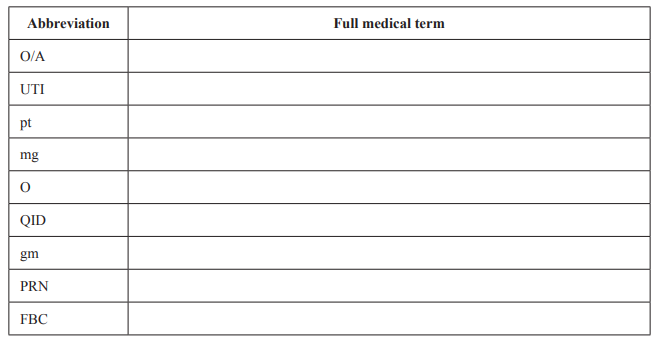 Abbreviation Full medical term
O/A
UTI
pt
mg
O
QID
gm
PRN
FBC